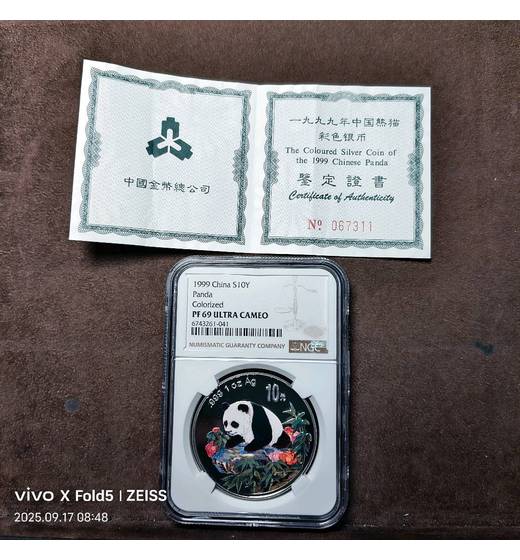 中國金幣總公司
一九九九年中国熊猫
彩色银币
The Coloured Silver Coin of
the 1999 Chinese Panda
鉴定證書
Certificate of Authenticity
Nº 067311
1999 China S10Y
Panda
Colorized
PF 69 ULTRA CAMEO
6743261-041
NUMISMATIC GUARANTY COMPANY
NGC
.999 1 oz Ag 10元
vivo X Fold5 | ZEISS
2025.09.17 08:48